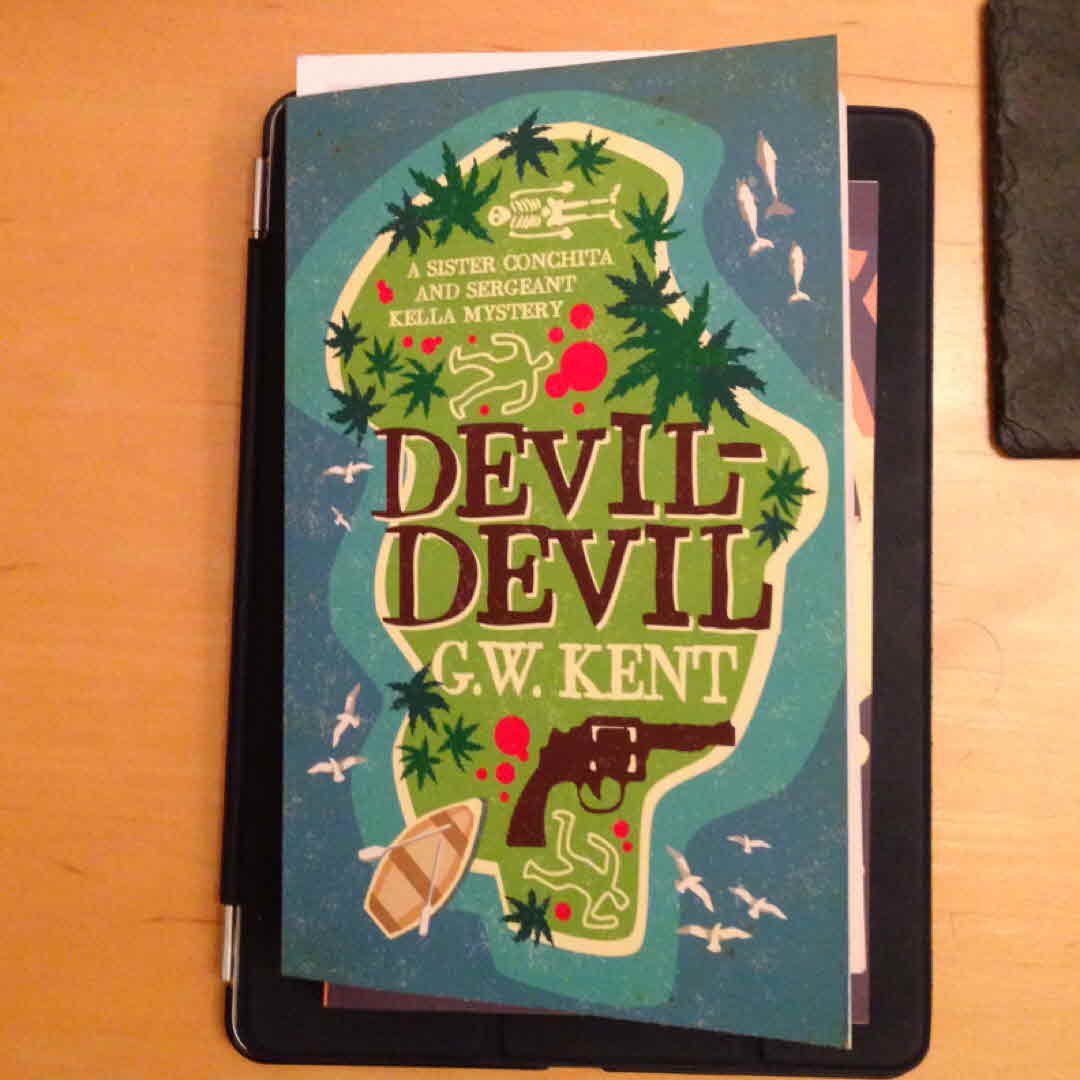 A SISTER CONCHITA
AND SERGEANT
KELLA MYSTERY
DEVIL-
DEVIL
G.W. KENT